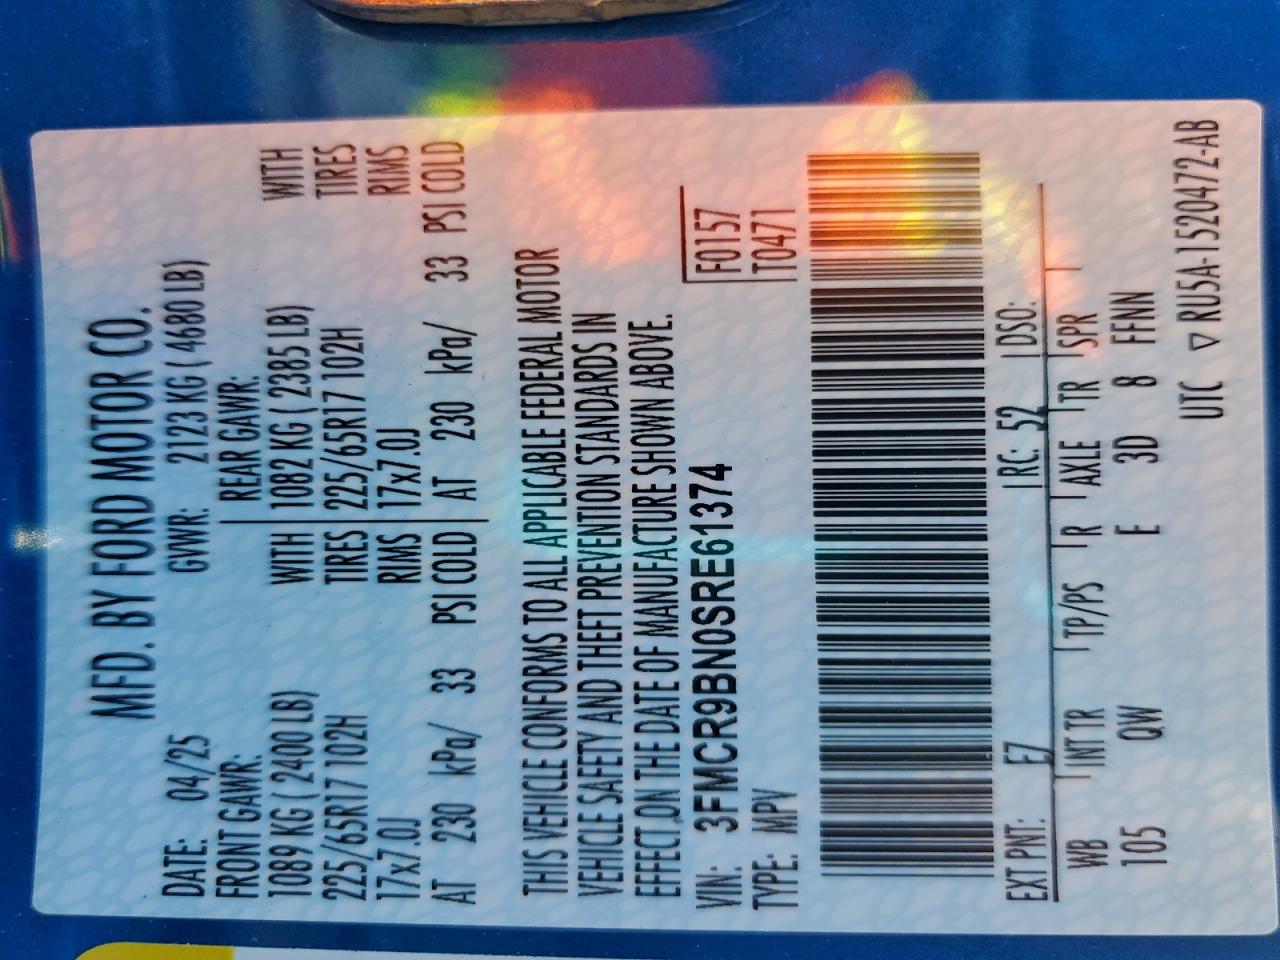 MFD. BY FORD MOTOR CO.
DATE: 04/25 GVWR: 2123 KG ( 4680 LB)
FRONT GAWR: REAR GAWR:
1089 KG ( 2400 LB) WITH 1082 KG ( 2385 LB) WITH
225/65R17 102H TIRES 225/65R17 102H TIRES
17x7.0J RIMS 17x7.0J RIMS
AT 230 kPa/ 33 PSI COLD AT 230 kPa/ 33 PSI COLD
THIS VEHICLE CONFORMS TO ALL APPLICABLE FEDERAL MOTOR
VEHICLE SAFETY AND THEFT PREVENTION STANDARDS IN
EFFECT ON THE DATE OF MANUFACTURE SHOWN ABOVE.
VIN: 3FMCR9BN0SRE61374 F0157
TYPE: MPV T0471
EXT PNT: E7 RC: 52 DSO:
WB INT TR TP/PS R AXLE TR SPR
105 QW E 3D 8 FFNN
UTC ▽ RU5A-1520472-AB